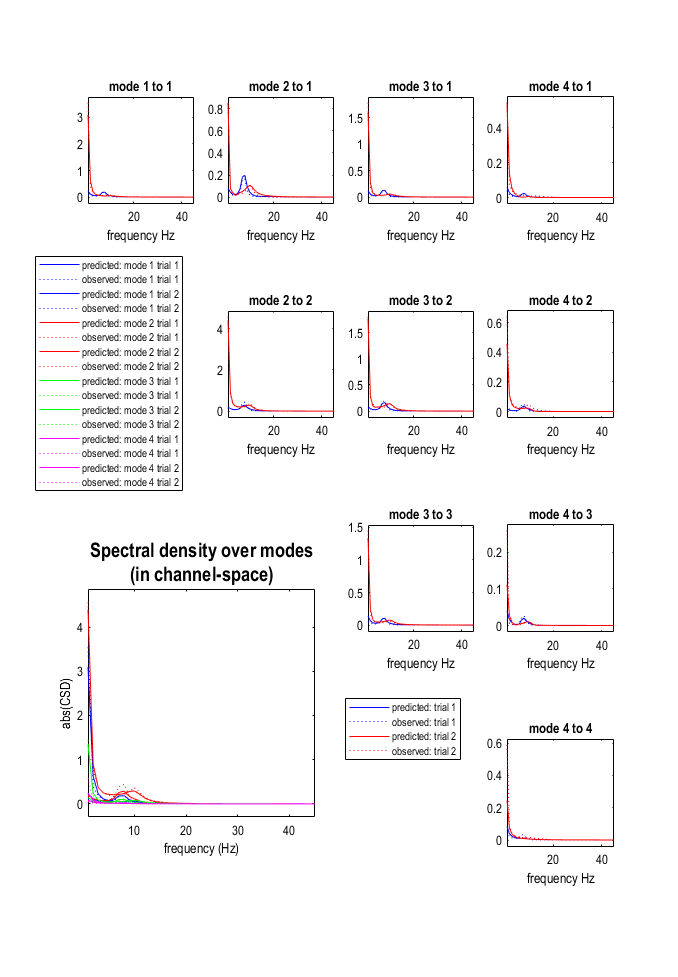 mode 1 to 1
mode 2 to 1
mode 3 to 1
mode 4 to 1
3
2
1
0
20
40
frequency Hz
0.8
0.6
0.4
0.2
0
20
40
frequency Hz
1.5
1
0.5
0
20
40
frequency Hz
0.4
0.2
0
20
40
frequency Hz
predicted: mode 1 trial 1
observed: mode 1 trial 1
predicted: mode 1 trial 2
observed: mode 1 trial 2
predicted: mode 2 trial 1
observed: mode 2 trial 1
predicted: mode 2 trial 2
observed: mode 2 trial 2
predicted: mode 3 trial 1
observed: mode 3 trial 1
predicted: mode 3 trial 2
observed: mode 3 trial 2
predicted: mode 4 trial 1
observed: mode 4 trial 1
predicted: mode 4 trial 2
observed: mode 4 trial 2
mode 2 to 2
mode 3 to 2
mode 4 to 2
4
2
0
20
40
frequency Hz
1.5
1
0.5
0
20
40
frequency Hz
0.6
0.4
0.2
0
20
40
frequency Hz
mode 3 to 3
mode 4 to 3
1.5
1
0.5
0
20
40
frequency Hz
0.2
0.1
0
20
40
frequency Hz
Spectral density over modes
(in channel-space)
abs(CSD)
4
3
2
1
0
10
20
30
40
frequency (Hz)
predicted: trial 1
observed: trial 1
predicted: trial 2
observed: trial 2
mode 4 to 4
0.6
0.4
0.2
0
20
40
frequency Hz